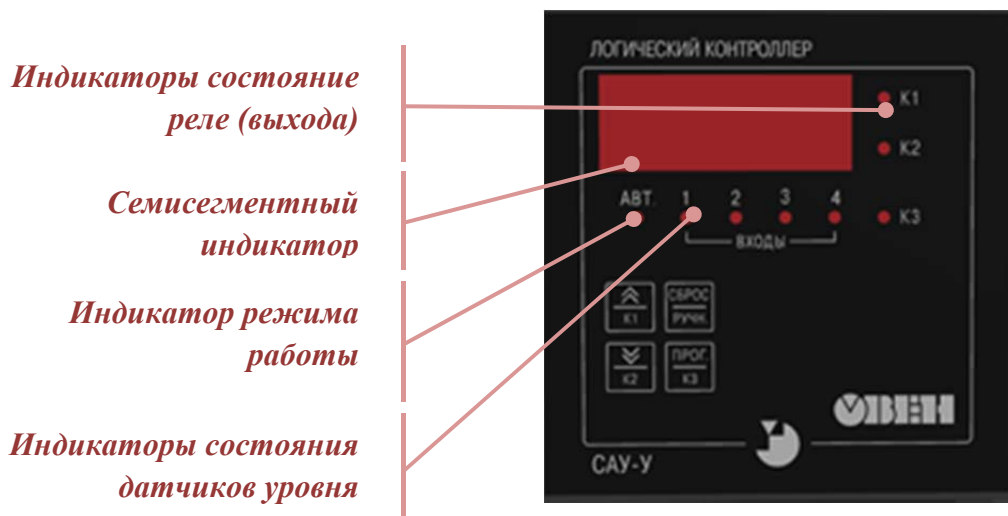 Индикаторы состояние
реле (выхода)
Семисегментный
индикатор
Индикатор режима
работы
Индикаторы состояния
датчиков уровня
ЛОГИЧЕСКИЙ КОНТРОЛЛЕР
К1
К2
АВТ. 1 2 3 4
К3
ВХОДЫ
К1
СБРОС
РУЧН.
К2
ПРОГ.
К3
ОВЕН
САУ-У